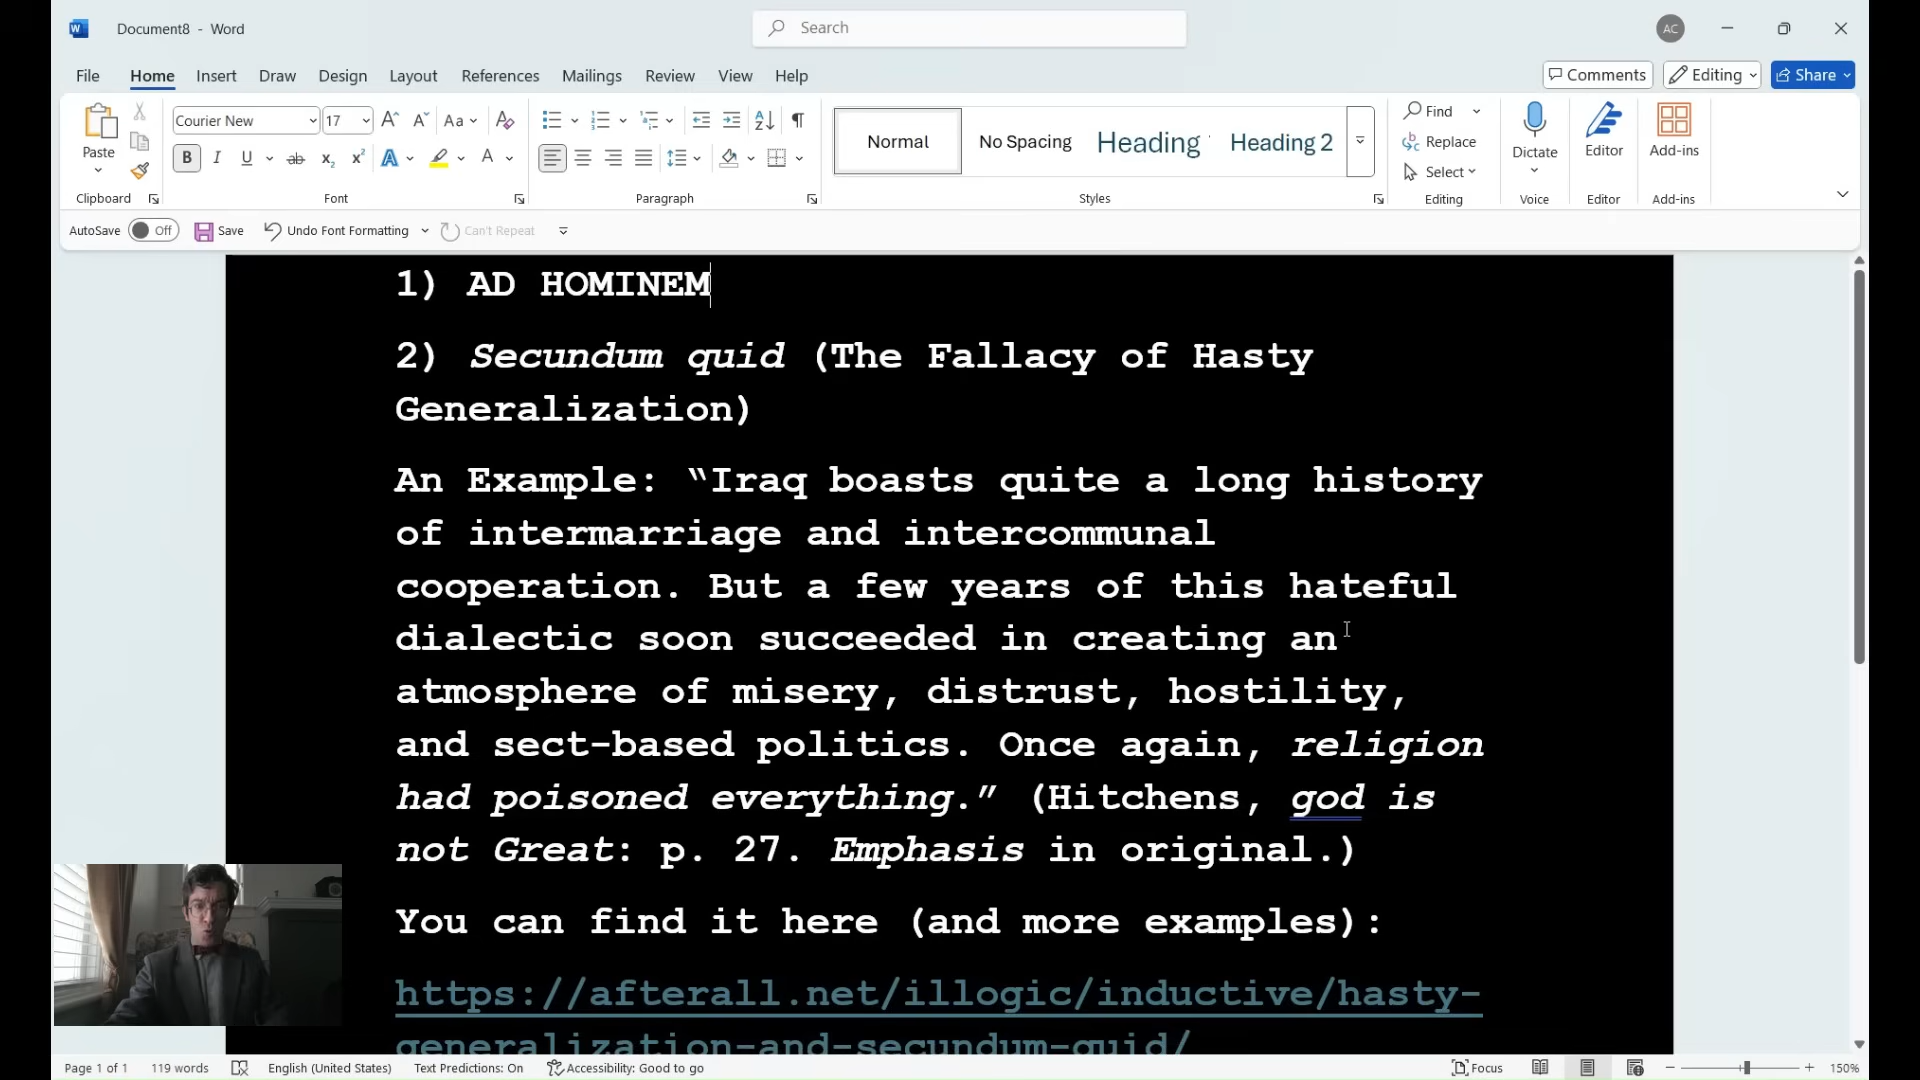 Document8 - Word
Search
AC
File Home Insert Draw Design Layout References Mailings Review View Help
Comments Editing Share
Paste
Clipboard
Courier New 17
Font
Paragraph
Normal No Spacing Heading Heading 2
Styles
Find
Replace
Select
Editing
Dictate
Voice
Editor
Editor
Add-ins
Add-ins
AutoSave Off Save Undo Font Formatting Can't Repeat
1) AD HOMINEM
2) Secundum quid (The Fallacy of Hasty
Generalization)
An Example: “Iraq boasts quite a long history
of intermarriage and intercommunal
cooperation. But a few years of this hateful
dialectic soon succeeded in creating an
atmosphere of misery, distrust, hostility,
and sect-based politics. Once again, religion
had poisoned everything.” (Hitchens, god is
not Great: p. 27. Emphasis in original.)
You can find it here (and more examples):
https://afterall.net/illogic/inductive/hasty-
generalization-and-secundum-quid/
Page 1 of 1 119 words English (United States) Text Predictions: On Accessibility: Good to go Focus 150%